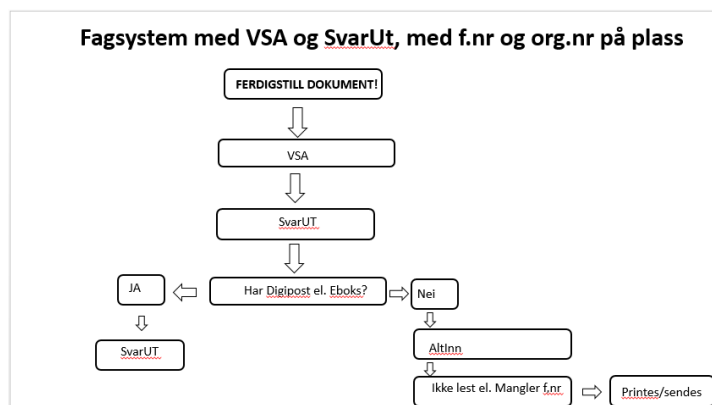 Fagsystem med VSA og SvarUt, med f.nr og org.nr på plass
FERDIGSTILL DOKUMENT!
VSA
SvarUT
Har Digipost el. Eboks?
JA
Nei
SvarUT
AltInn
Ikke lest el. Mangler f,nr
Printes/sendes